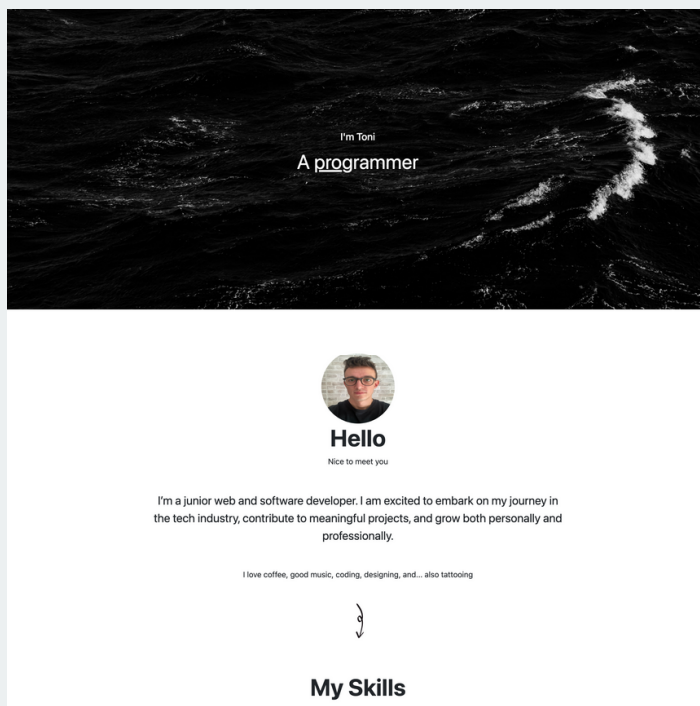 I'm Toni
A programmer
Hello
Nice to meet you
I'm a junior web and software developer. I am excited to embark on my journey in
the tech industry, contribute to meaningful projects, and grow both personally and
professionally.
I love coffee, good music, coding, designing, and... also tattooing
My Skills